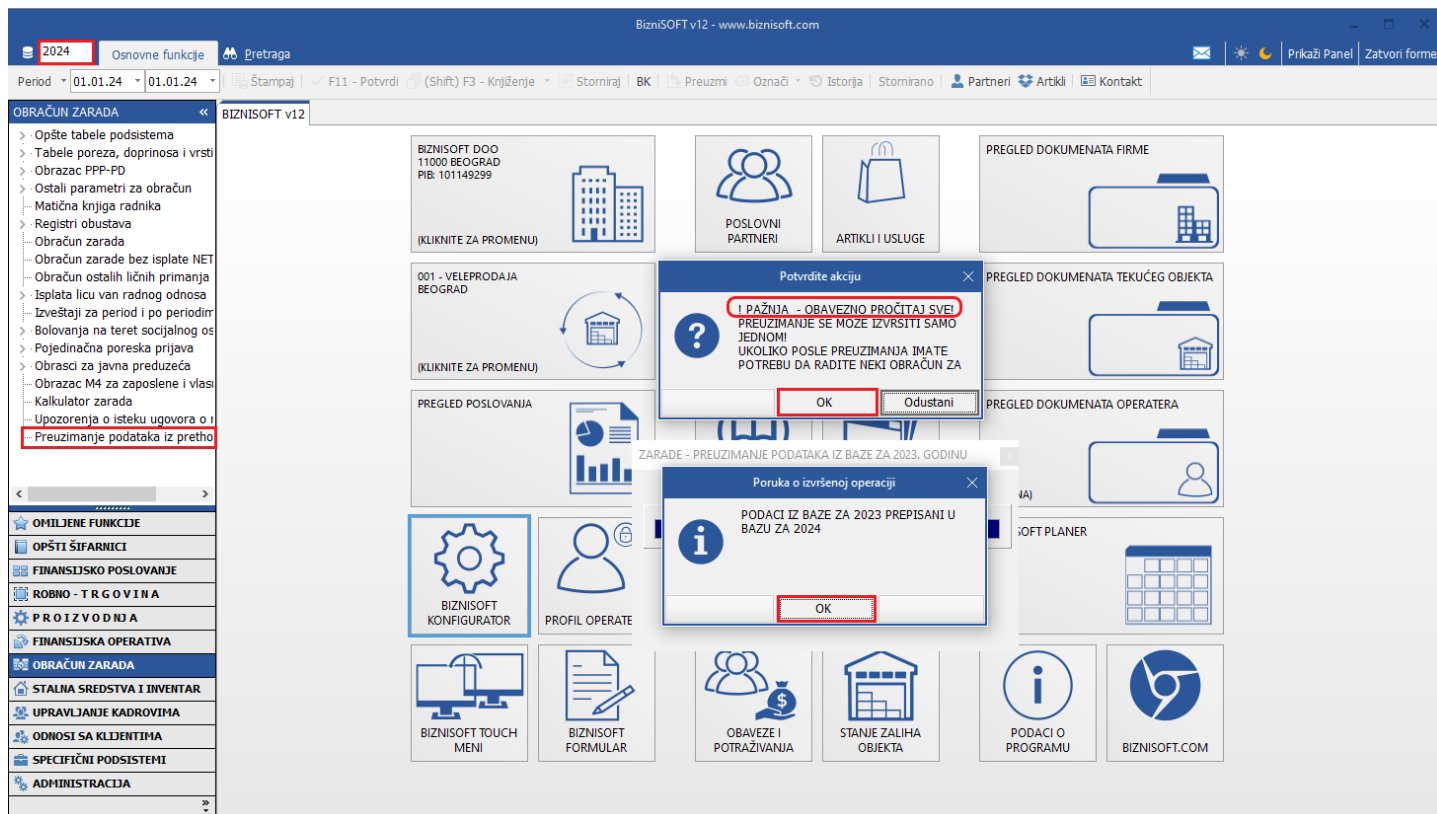 BizniSOFT v12 - www.biznisoft.com
2024
Osnovne funkcije
Pretraga
Prikaži Panel
Zatvori forme
Period
01.01.24
01.01.24
Štampaj
F11 - Potvrdi
(Shift) F3 - Knjiženje
Storniraj
BK
Preuzmi
Označi
Istorija
Stornirano
Partneri
Artikli
Kontakt
OBRAČUN ZARADA
Opšte tabele podsistema
Tabele poreza, doprinosa i vrsti
Obrazac PPP-PD
Ostali parametri za obračun
Matična knjiga radnika
Registri obustava
Obračun zarada
Obračun zarade bez isplate NET
Obračun ostalih ličnih primanja
Isplata licu van radnog odnosa
Izveštaji za period i po periodim
Bolovanja na teret socijalnog os
Pojedinačna poreska prijava
Obrasci za javna preduzeća
Obrazac M4 za zaposlene i vlasn
Kalkulator zarada
Upozorenja o isteku ugovora o r
Preuzimanje podataka iz pretho
OMILJENE FUNKCIJE
OPŠTI ŠIFARNICI
FINANSIJSKO POSLOVANJE
ROBNO - T R G O V I N A
P R O I Z V O D NJ A
FINANSIJSKA OPERATIVA
OBRAČUN ZARADA
STALNA SREDSTVA I INVENTAR
UPRAVLJANJE KADROVIMA
ODNOSI SA KLIJENTIMA
SPECIFIČNI PODSISTEMI
ADMINISTRACIJA
BIZNISOFT v12
BIZNISOFT DOO
11000 BEOGRAD
PIB: 101149299
(KLIKNITE ZA PROMENU)
POSLOVNI
PARTNERI
ARTIKLI I USLUGE
PREGLED DOKUMENATA FIRME
001 - VELEPRODAJA
BEOGRAD
(KLIKNITE ZA PROMENU)
PREGLED DOKUMENATA TEKUĆEG OBJEKTA
Potvrdite akciju
! PAŽNJA - OBAVEZNO PROČITAJ SVE!
PREUZIMANJE SE MOŽE IZVRSITI SAMO
JEDNOM!
UKOLIKO POSLE PREUZIMANJA IMATE
POTREBU DA RADITE NEKI OBRAČUN ZA
OK
Odustani
PREGLED POSLOVANJA
PREGLED DOKUMENATA OPERATERA
ZARADE - PREUZIMANJE PODATAKA IZ BAZE ZA 2023. GODINU
Poruka o izvršenoj operaciji
PODACI IZ BAZE ZA 2023 PREPISANI U
BAZU ZA 2024
OK
NA)
BIZNISOFT
KONFIGURATOR
PROFIL OPERATE
SOFT PLANER
BIZNISOFT TOUCH
MENI
BIZNISOFT
FORMULAR
OBAVEZE I
POTRAŽIVANJA
STANJE ZALIHA
OBJEKTA
PODACI O
PROGRAMU
BIZNISOFT.COM